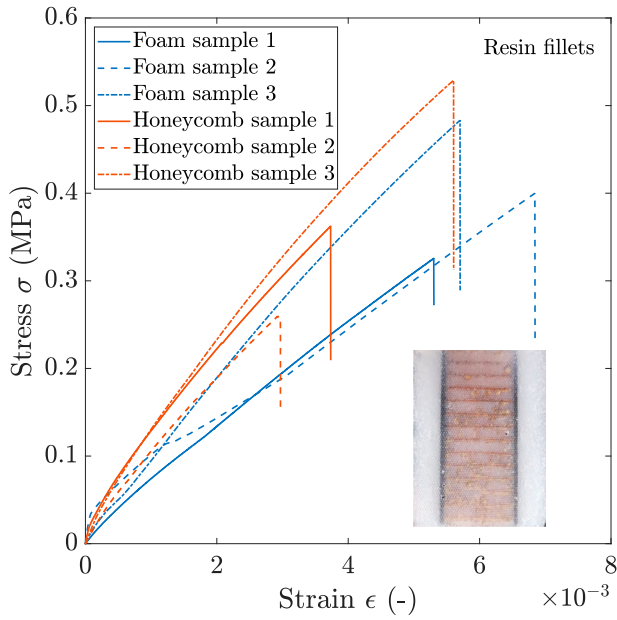 Foam sample 1
Foam sample 2
Foam sample 3
Honeycomb sample 1
Honeycomb sample 2
Honeycomb sample 3
Resin fillets
0.6
0.5
0.4
0.3
0.2
0.1
0
Stress σ (MPa)
0 2 4 6 8
Strain ϵ (-)
×10⁻³